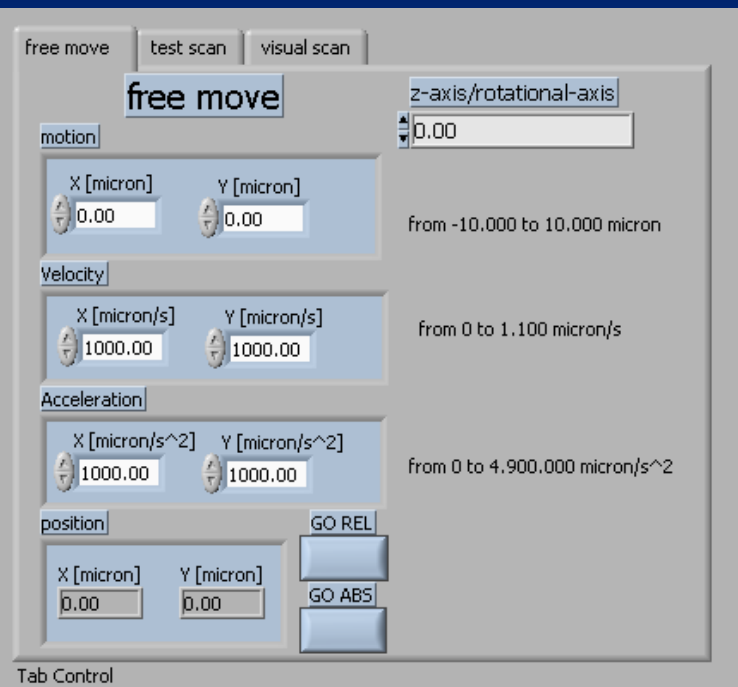 free move
test scan
visual scan
free move
z-axis/rotational-axis
0.00
motion
X [micron]
Y [micron]
0.00
0.00
from -10.000 to 10.000 micron
Velocity
X [micron/s]
Y [micron/s]
1000.00
1000.00
from 0 to 1.100 micron/s
Acceleration
X [micron/s^2]
Y [micron/s^2]
1000.00
1000.00
from 0 to 4.900.000 micron/s^2
position
X [micron]
Y [micron]
0.00
0.00
GO REL
GO ABS
Tab Control